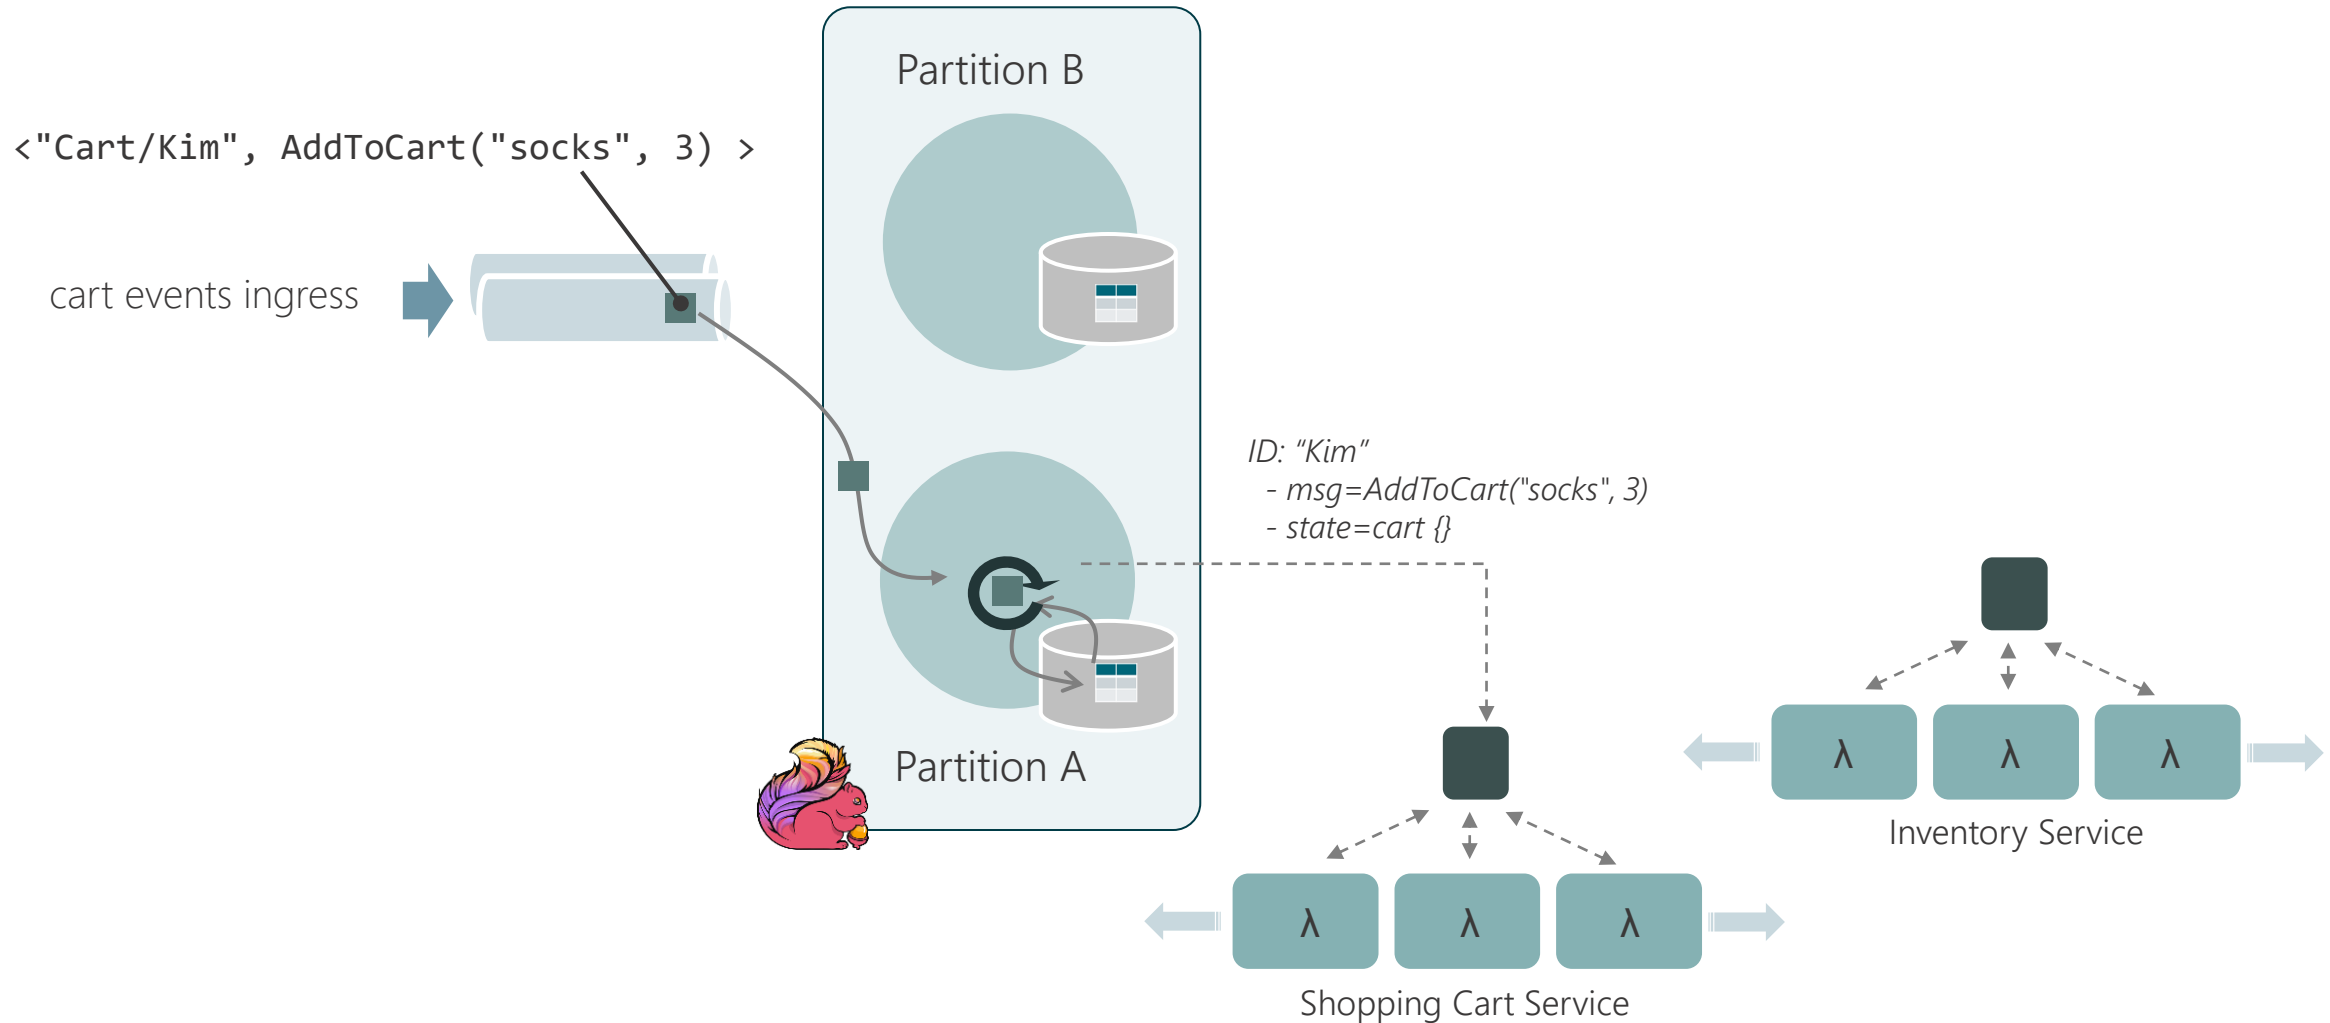 Partition B
<"Cart/Kim", AddToCart("socks", 3) >
cart events ingress
ID: “Kim”
- msg=AddToCart("socks", 3)
- state=cart {}
Partition A
λ λ λ
Inventory Service
λ λ λ
Shopping Cart Service